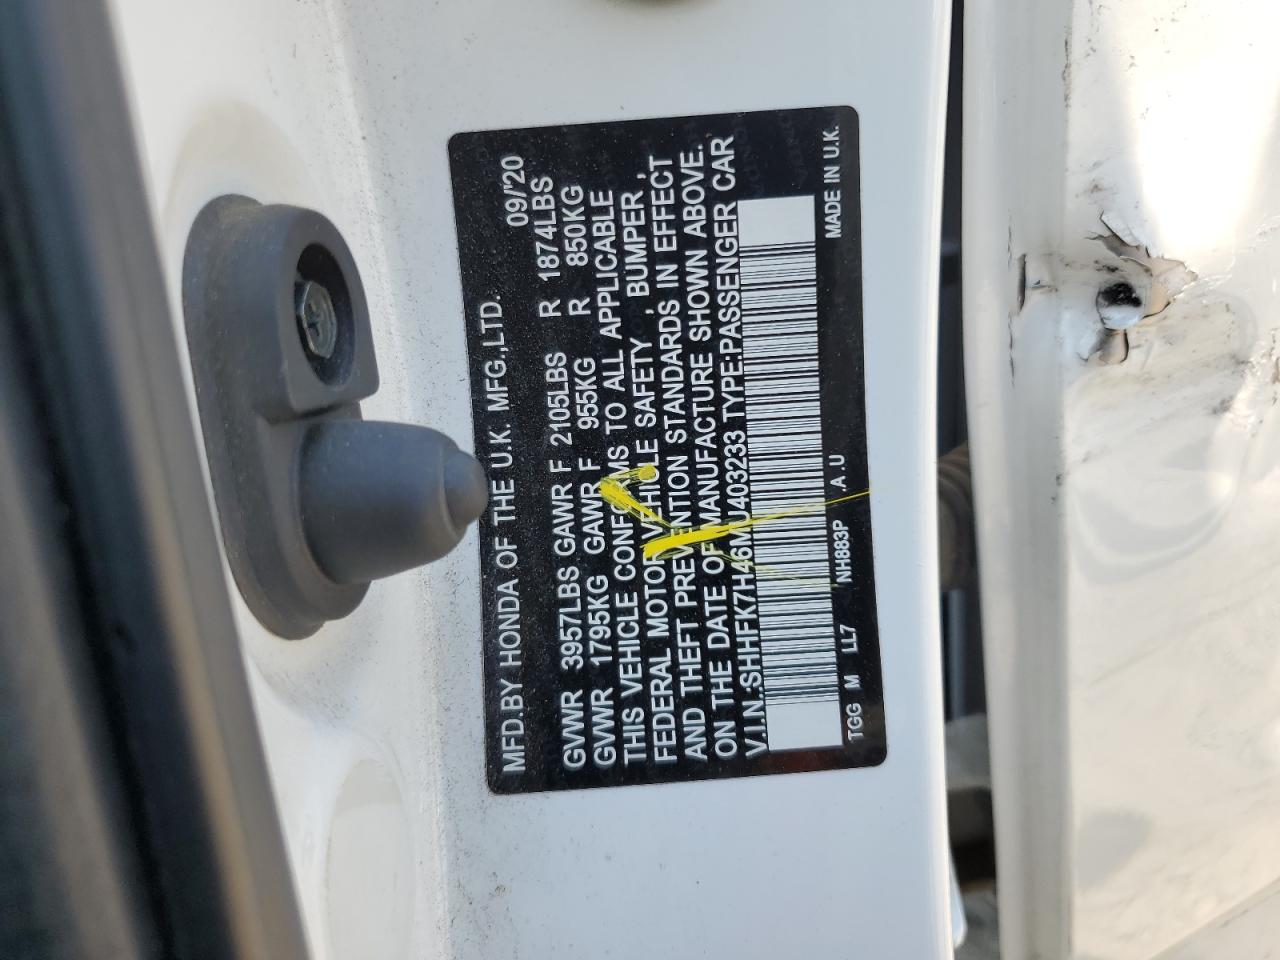 MFD.BY HONDA OF THE U.K. MFG.,LTD. 09/'20
GVWR 3957LBS GAWR F 2105LBS R 1874LBS
GVWR 1795KG GAWR F 955KG R 850KG
THIS VEHICLE CONFORMS TO ALL APPLICABLE
FEDERAL MOTOR VEHICLE SAFETY , BUMPER ,
AND THEFT PREVENTION STANDARDS IN EFFECT
ON THE DATE OF MANUFACTURE SHOWN ABOVE.
V.I.N.:SHHFK7H46MU403233 TYPE:PASSENGER CAR
TGG M LL7 NH883P .A.U MADE IN U.K.